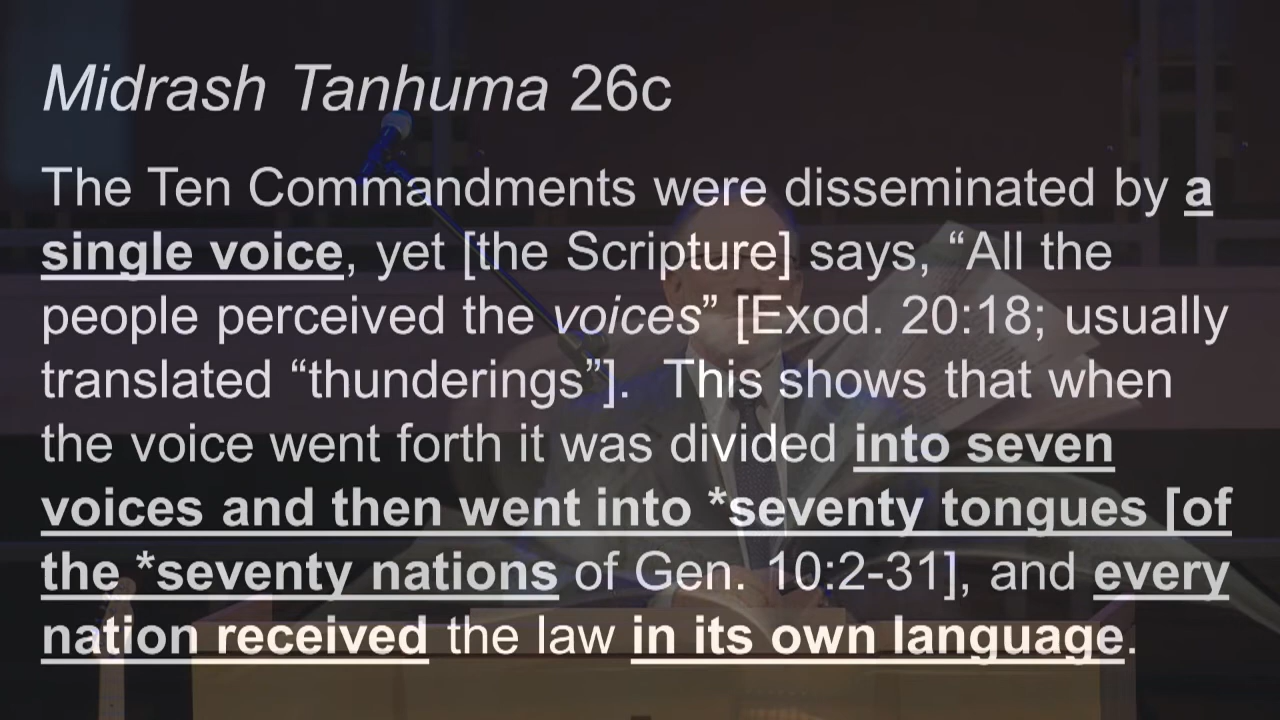 Midrash Tanhuma 26c
The Ten Commandments were disseminated by a
single voice, yet [the Scripture] says, “All the
people perceived the voices” [Exod. 20:18; usually
translated “thunderings”].  This shows that when
the voice went forth it was divided into seven
voices and then went into *seventy tongues [of
the *seventy nations of Gen. 10:2-31], and every
nation received the law in its own language.